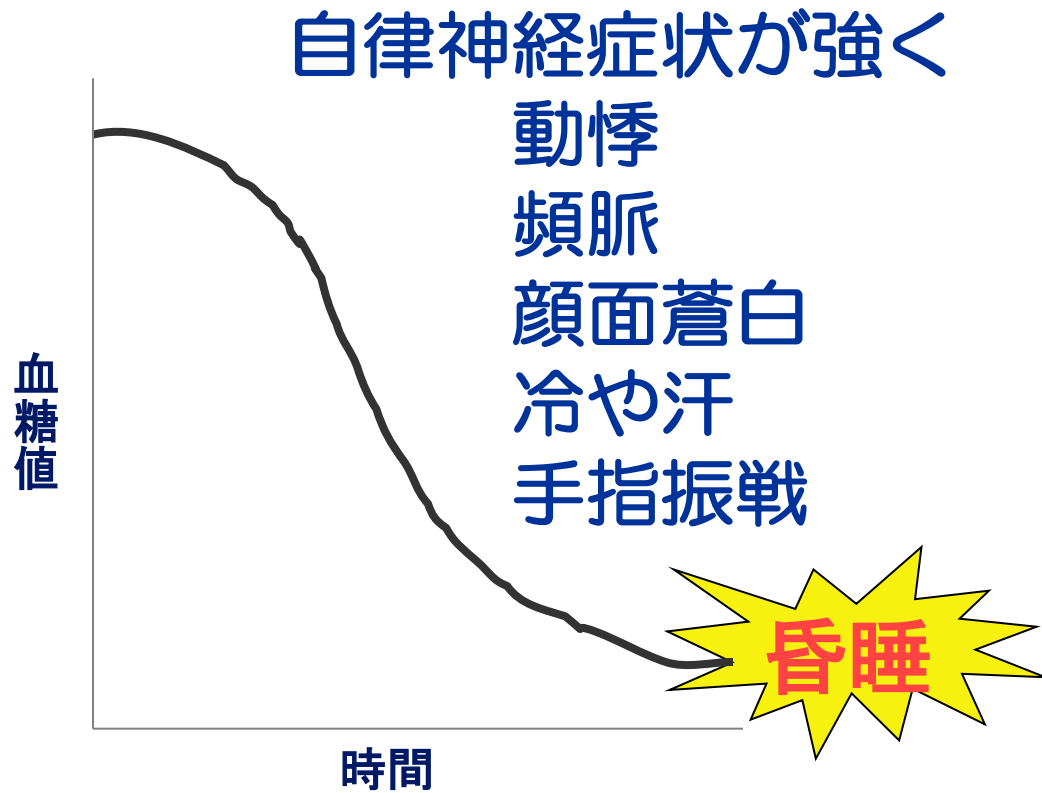 自律神経症状が強く
動悸
頻脈
顔面蒼白
冷や汗
手指振戦
血糖値
昏睡
時間